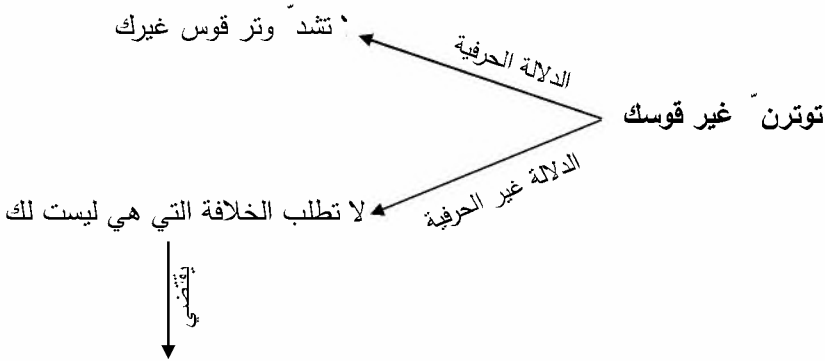 لا تشدّ وتر قوس غيرك
الدلالة الحرفية
توترنّ غير قوسك
الدلالة غير الحرفية
لا تطلب الخلافة التي هي ليست لك
يقتضي